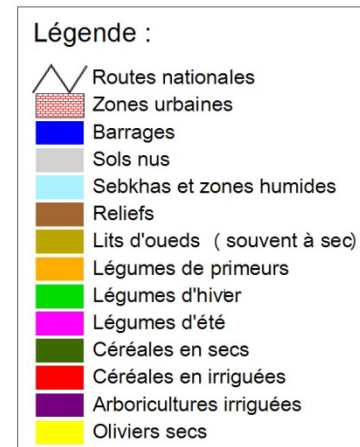 Légende :
Routes nationales
Zones urbaines
Barrages
Sols nus
Sebkhas et zones humides
Reliefs
Lits d'oueds ( souvent à sec)
Légumes de primeurs
Légumes d'hiver
Légumes d'été
Céréales en secs
Céréales en irriguées
Arboricultures irriguées
Oliviers secs